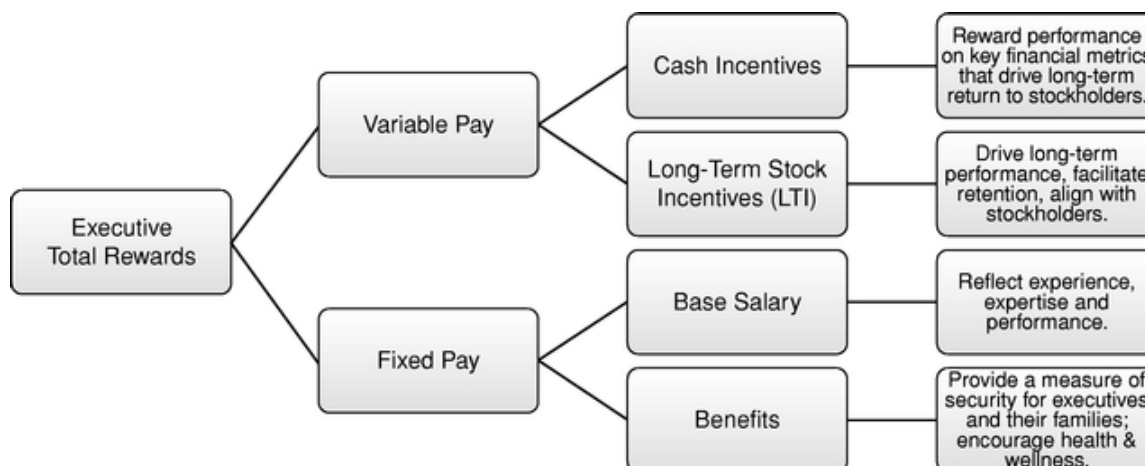 Executive
Total Rewards
Variable Pay
Fixed Pay
Cash Incentives
Long-Term Stock
Incentives (LTI)
Base Salary
Benefits
Reward performance
on key financial metrics
that drive long-term
return to stockholders.
Drive long-term
performance, facilitate
retention, align with
stockholders.
Reflect experience,
expertise and
performance.
Provide a measure of
security for executives
and their families;
encourage health &
wellness.